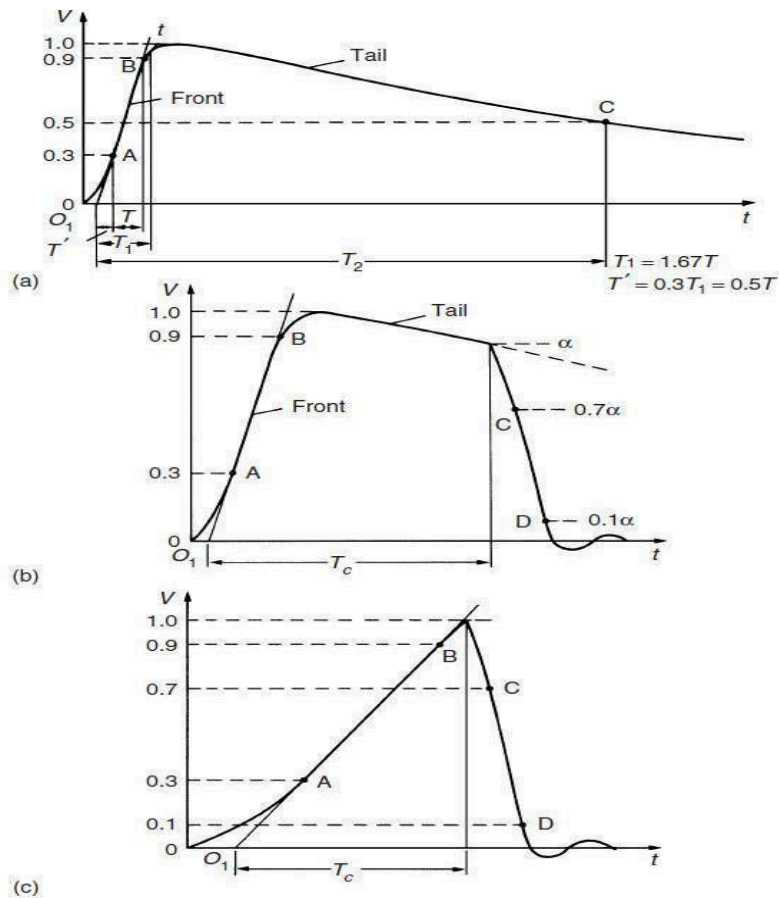 V
t
1.0
0.9
B
Tail
Front
C
0.5
0.3
A
0
O₁
T
t
T′
T₁
T₂
T₁ = 1.67T
T′ = 0.3T₁ = 0.5T
(a)
V
1.0
Tail
0.9
B
α
Front
C
0.7α
0.3
A
D
0.1α
0
O₁
T_c
t
(b)
V
1.0
0.9
B
0.7
C
0.3
A
0.1
D
0
O₁
T_c
t
(c)